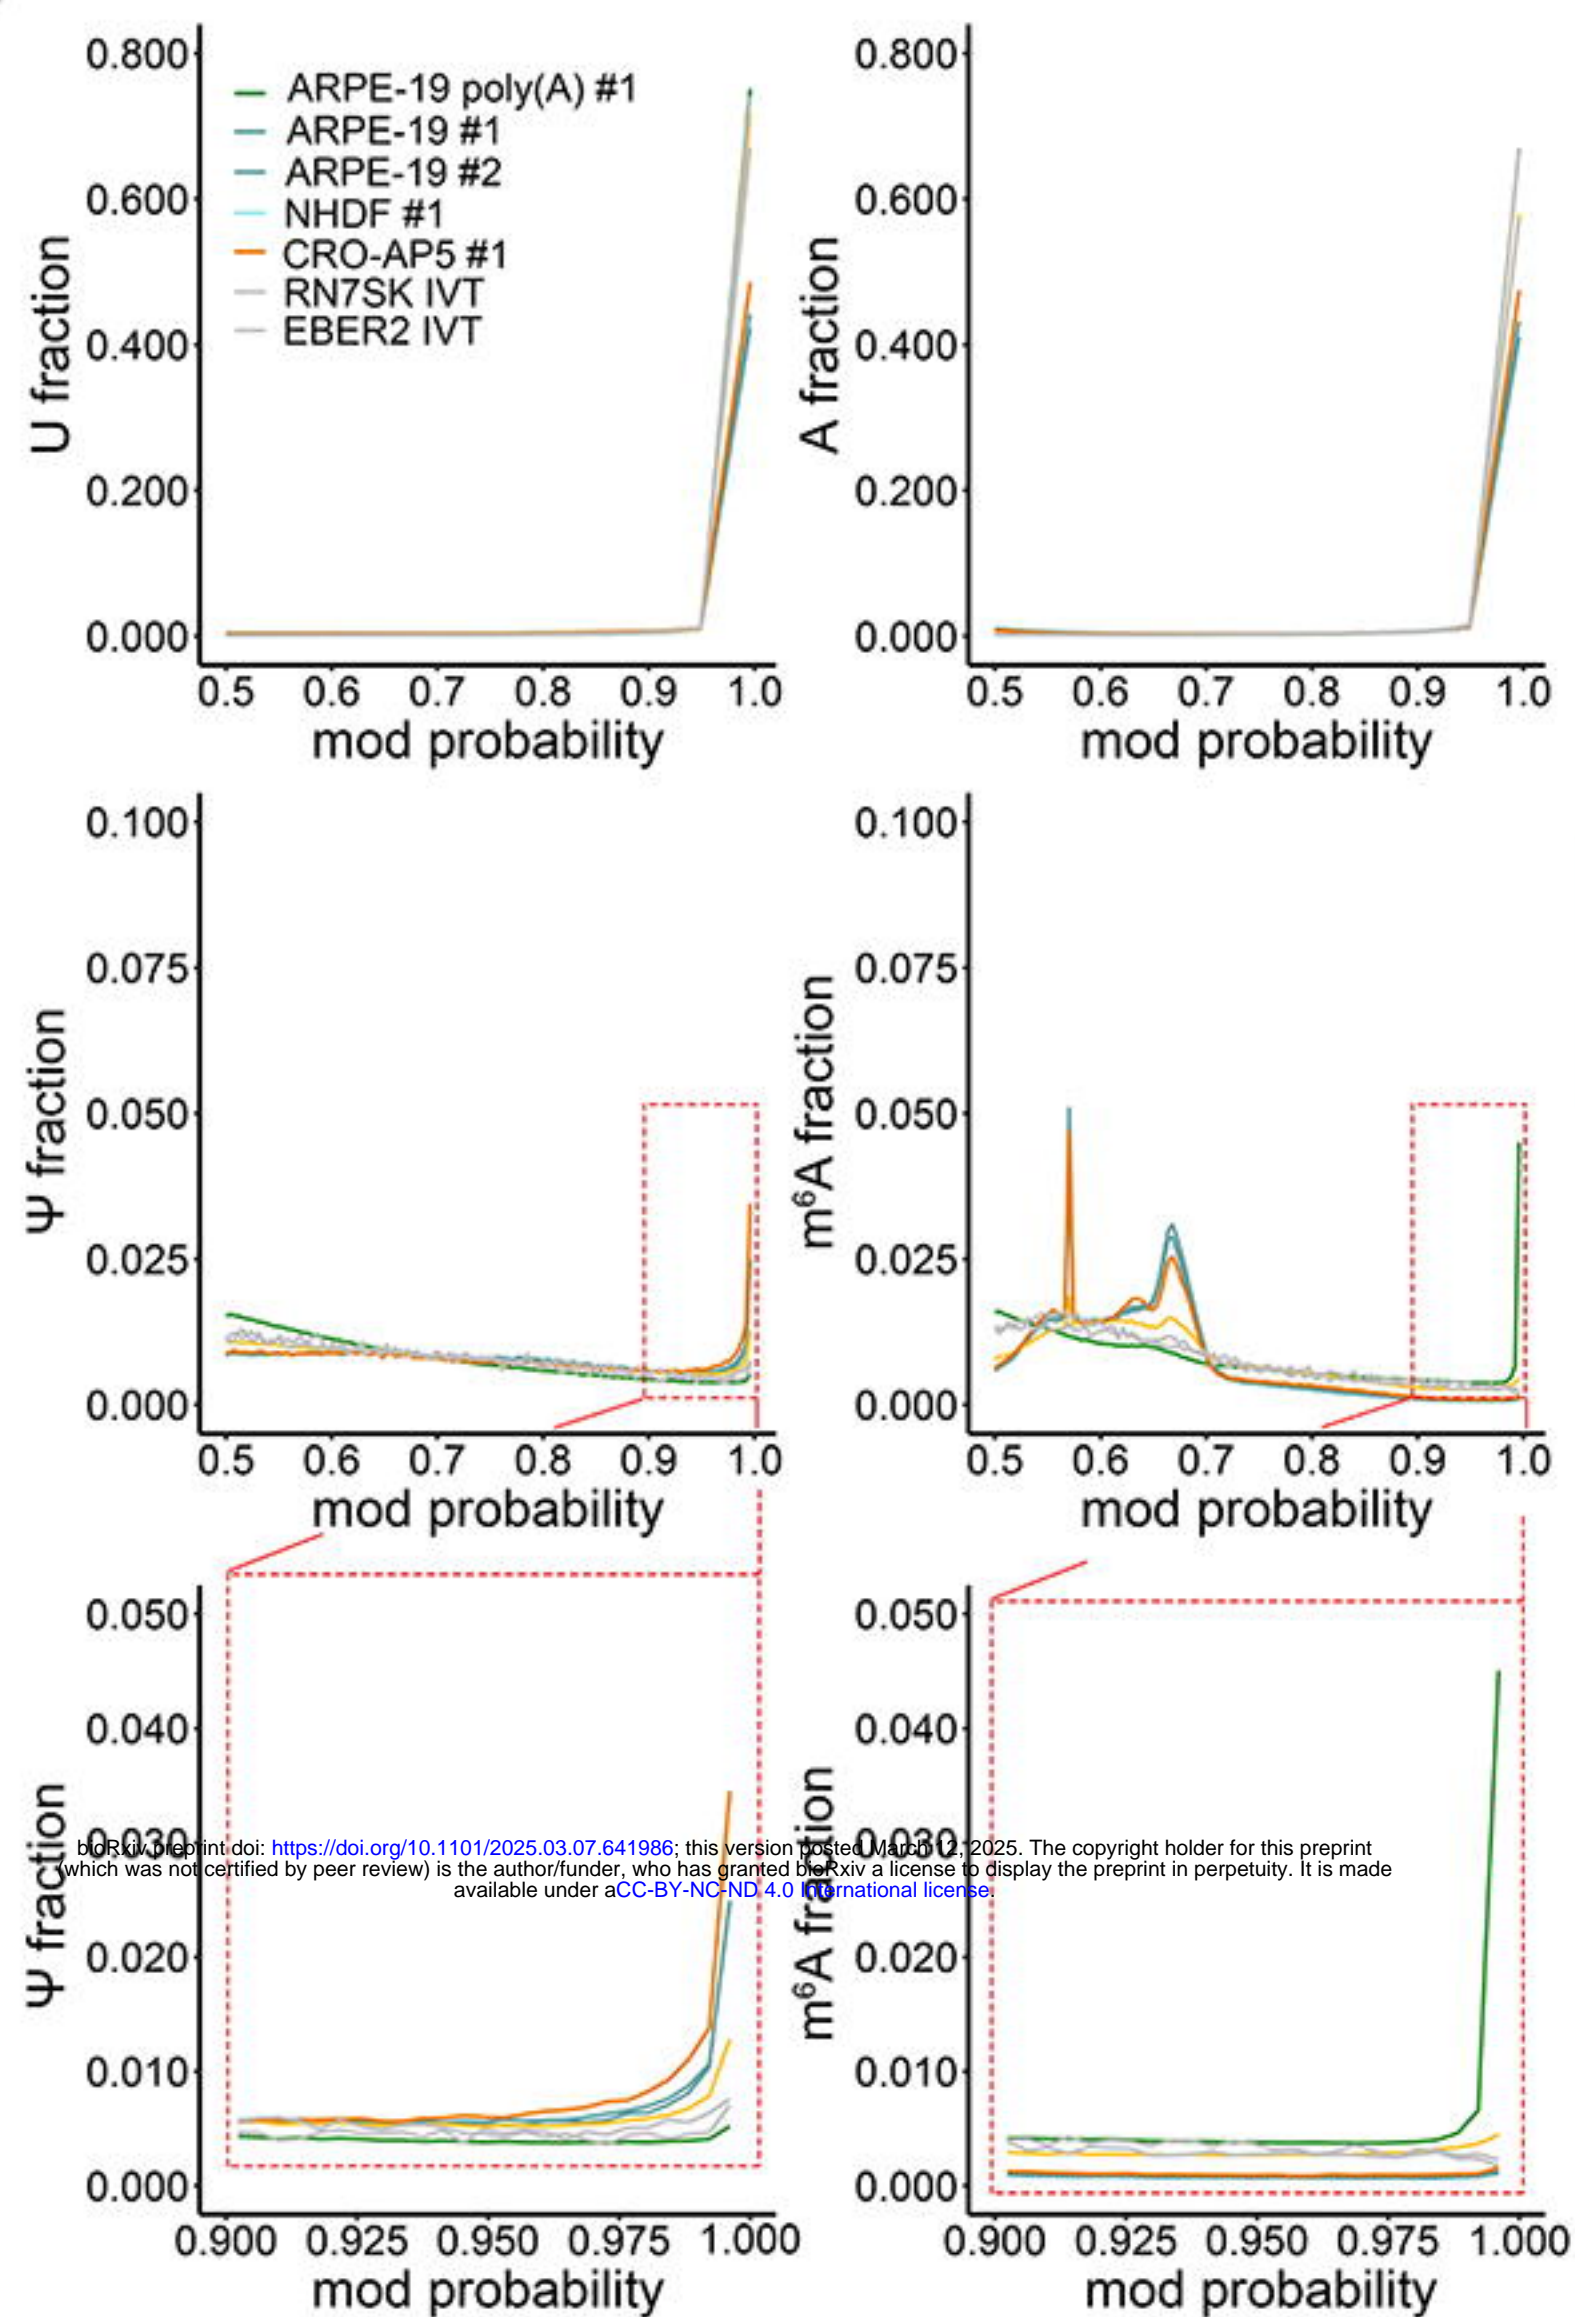 0.800
0.600
0.400
0.200
0.000
U fraction
ARPE-19 poly(A) #1
ARPE-19 #1
ARPE-19 #2
NHDF #1
CRO-AP5 #1
RN7SK IVT
EBER2 IVT
0.5 0.6 0.7 0.8 0.9 1.0
mod probability
0.800
0.600
0.400
0.200
0.000
A fraction
0.5 0.6 0.7 0.8 0.9 1.0
mod probability
0.100
0.075
0.050
0.025
0.000
Ψ fraction
0.5 0.6 0.7 0.8 0.9 1.0
mod probability
0.100
0.075
0.050
0.025
0.000
m⁶A fraction
0.5 0.6 0.7 0.8 0.9 1.0
mod probability
0.050
0.040
0.030
0.020
0.010
0.000
Ψ fraction
0.900 0.925 0.950 0.975 1.000
mod probability
0.050
0.040
0.030
0.020
0.010
0.000
m⁶A fraction
0.900 0.925 0.950 0.975 1.000
mod probability
bioRxiv preprint doi: https://doi.org/10.1101/2025.03.07.641986; this version posted March 12, 2025. The copyright holder for this preprint
(which was not certified by peer review) is the author/funder, who has granted bioRxiv a license to display the preprint in perpetuity. It is made
available under aCC-BY-NC-ND 4.0 International license.